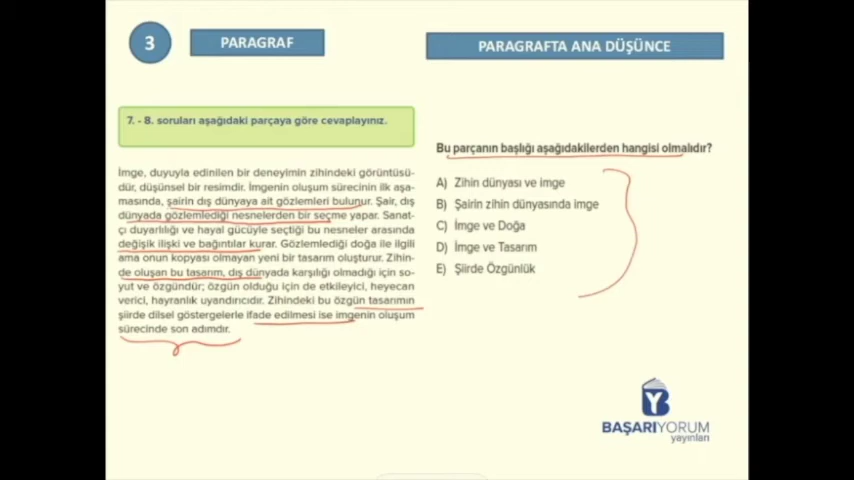 3
PARAGRAF
PARAGRAFTA ANA DÜŞÜNCE
7. - 8. soruları aşağıdaki parçaya göre cevaplayınız.
İmge, duyuyla edinilen bir deneyimin zihindeki görüntüsü-
dür, düşünsel bir resimdir. İmgenin oluşum sürecinin ilk aşa-
masında, şairin dış dünyaya ait gözlemleri bulunur. Şair, dış
dünyada gözlemlediği nesnelerden bir seçme yapar. Sanat-
çı duyarlılığı ve hayal gücüyle seçtiği bu nesneler arasında
değişik ilişki ve bağıntılar kurar. Gözlemlediği doğa ile ilgili
ama onun kopyası olmayan yeni bir tasarım oluşturur. Zihin-
de oluşan bu tasarım, dış dünyada karşılığı olmadığı için so-
yut ve özgündür; özgün olduğu için de etkileyici, heyecan
verici, hayranlık uyandırıcıdır. Zihindeki bu özgün tasarımın
şiirde dilsel göstergelerle ifade edilmesi ise imgenin oluşum
sürecinde son adımdır.
Bu parçanın başlığı aşağıdakilerden hangisi olmalıdır?
A) Zihin dünyası ve imge
B) Şairin zihin dünyasında imge
C) İmge ve Doğa
D) İmge ve Tasarım
E) Şiirde Özgünlük
BAŞARIYORUM
yayınları